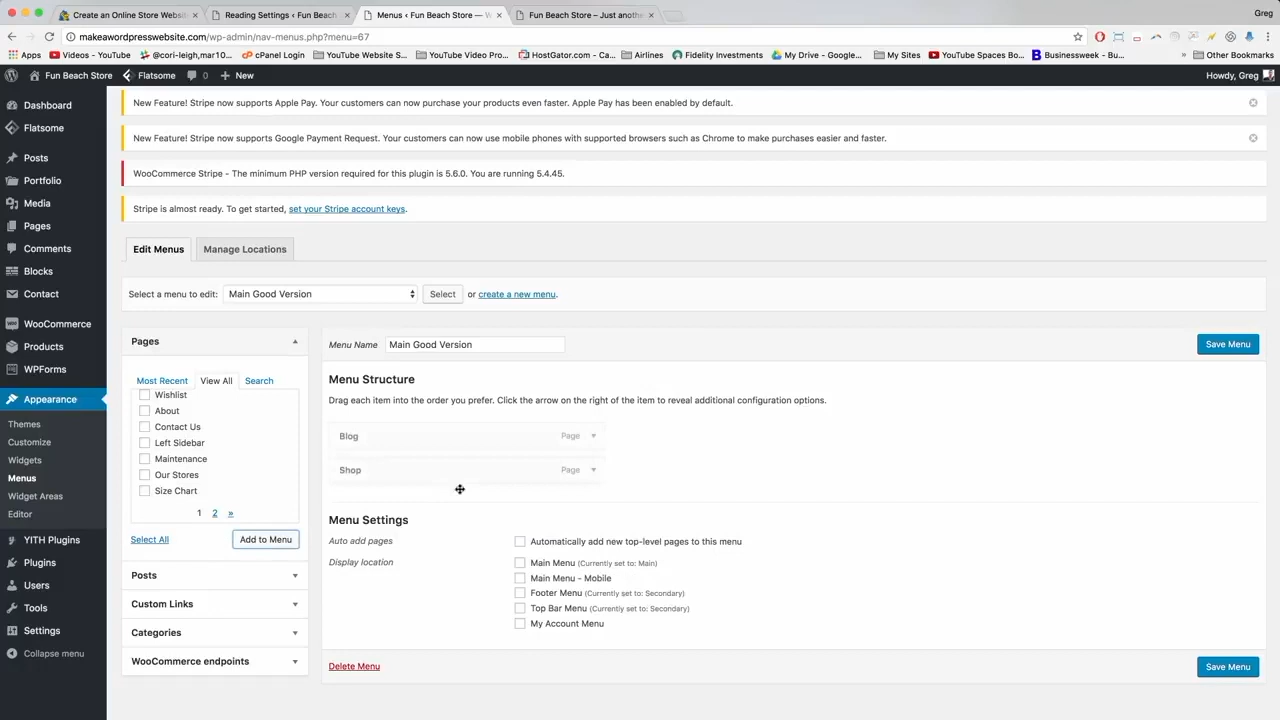 Create an Online Store Websit
Reading Settings ‹ Fun Beach
Menus ‹ Fun Beach Store — W
Fun Beach Store – Just anothe
Greg
makeawordpresswebsite.com/wp-admin/nav-menus.php?menu=67
Apps
Videos - YouTube
@cori-leigh,mar10...
cPanel Login
YouTube Website S...
YouTube Video Pro...
HostGator.com - Ca...
Airlines
Fidelity Investments
My Drive - Google...
My Sites
YouTube Spaces Bo...
Businessweek - Bu...
»
Other Bookmarks
Fun Beach Store
Flatsome
0
+ New
Howdy, Greg
Dashboard
Flatsome
Posts
Portfolio
Media
Pages
Comments
Blocks
Contact
WooCommerce
Products
WPForms
Appearance
Themes
Customize
Widgets
Menus
Widget Areas
Editor
YITH Plugins
Plugins
Users
Tools
Settings
Collapse menu
New Feature! Stripe now supports Apple Pay. Your customers can now purchase your products even faster. Apple Pay has been enabled by default.
New Feature! Stripe now supports Google Payment Request. Your customers can now use mobile phones with supported browsers such as Chrome to make purchases easier and faster.
WooCommerce Stripe - The minimum PHP version required for this plugin is 5.6.0. You are running 5.4.45.
Stripe is almost ready. To get started, set your Stripe account keys.
Edit Menus
Manage Locations
Select a menu to edit: Main Good Version Select or create a new menu.
Pages
Most Recent View All Search
Wishlist
About
Contact Us
Left Sidebar
Maintenance
Our Stores
Size Chart
1 2 »
Select All
Add to Menu
Posts
Custom Links
Categories
WooCommerce endpoints
Menu Name Main Good Version
Save Menu
Menu Structure
Drag each item into the order you prefer. Click the arrow on the right of the item to reveal additional configuration options.
Blog Page
Shop Page
Menu Settings
Auto add pages
Automatically add new top-level pages to this menu
Display location
Main Menu (Currently set to: Main)
Main Menu - Mobile
Footer Menu (Currently set to: Secondary)
Top Bar Menu (Currently set to: Secondary)
My Account Menu
Delete Menu
Save Menu